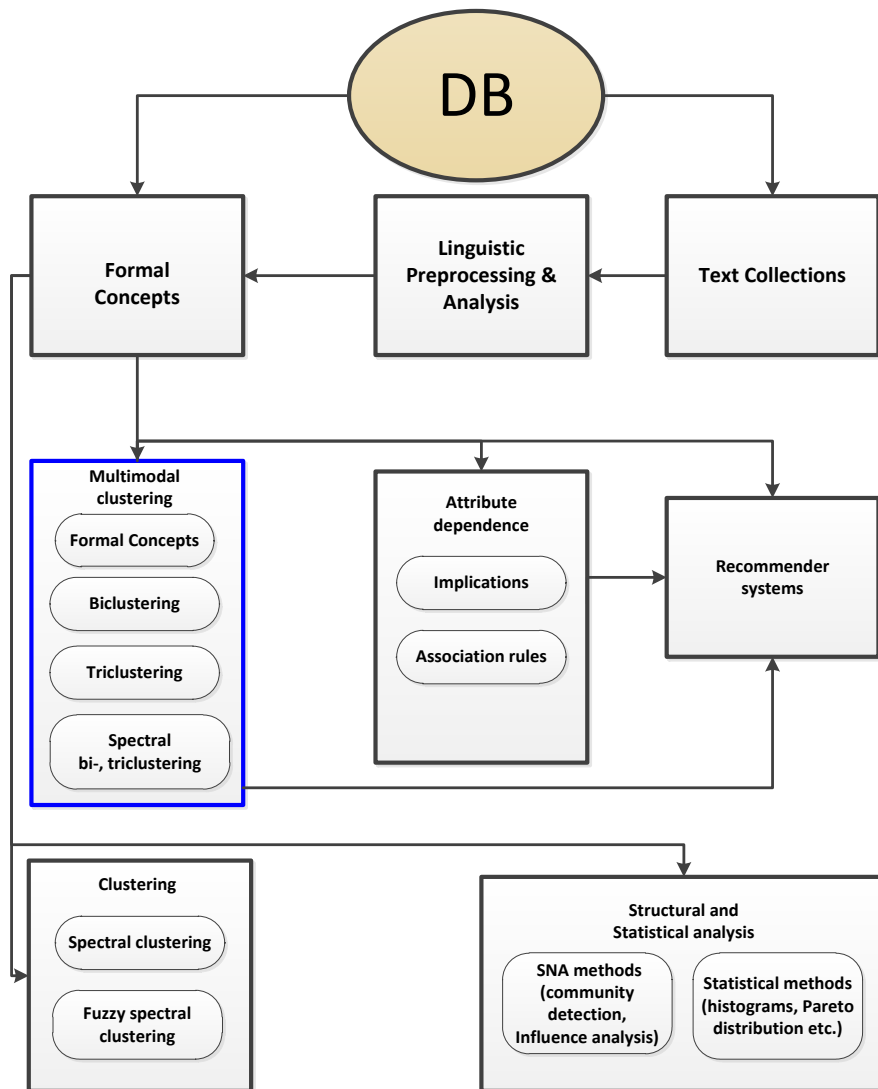 DB
Formal
Concepts
Linguistic
Preprocessing &
Analysis
Text Collections
Multimodal
clustering
Formal Concepts
Biclustering
Triclustering
Spectral
bi-, triclustering
Attribute
dependence
Implications
Association rules
Recommender
systems
Clustering
Spectral clustering
Fuzzy spectral
clustering
Structural and
Statistical analysis
SNA methods
(community
detection,
Influence analysis)
Statistical methods
(histograms, Pareto
distribution etc.)